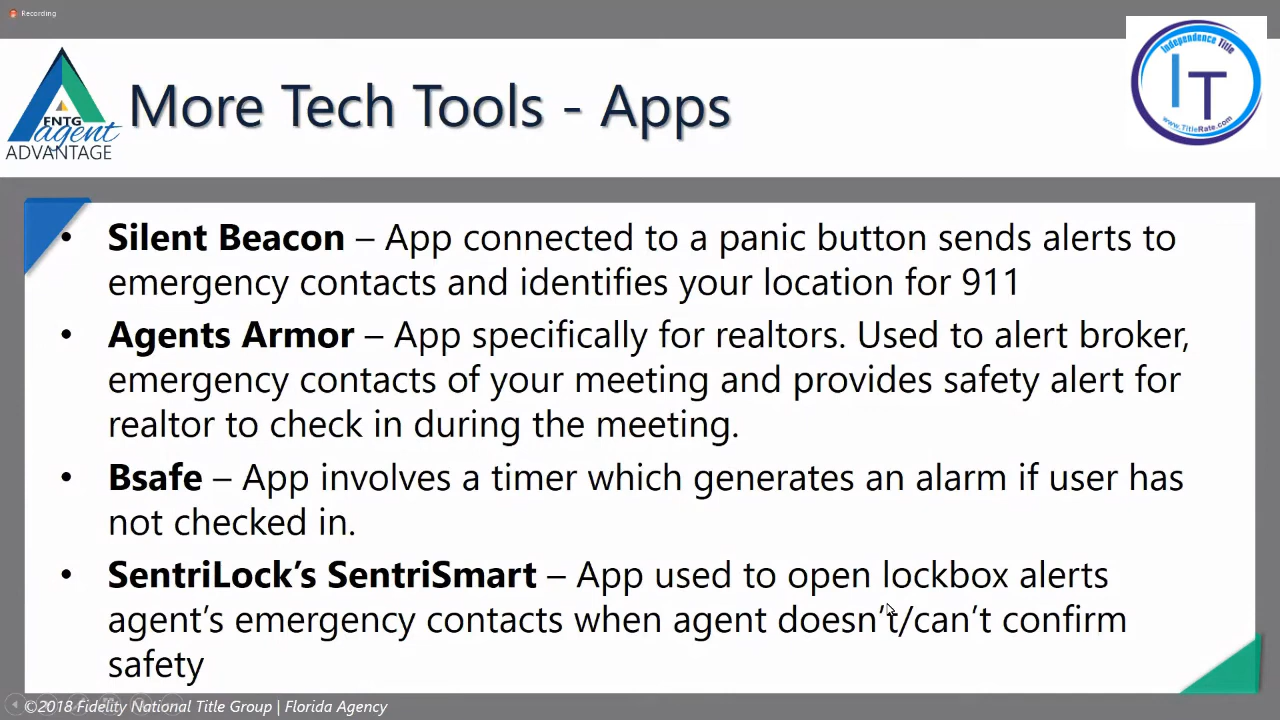 Recording
FNTG
agent
ADVANTAGE
More Tech Tools - Apps
Independence Title
IT
www.TitleRate.com
• Silent Beacon – App connected to a panic button sends alerts to
emergency contacts and identifies your location for 911
• Agents Armor – App specifically for realtors. Used to alert broker,
emergency contacts of your meeting and provides safety alert for
realtor to check in during the meeting.
• Bsafe – App involves a timer which generates an alarm if user has
not checked in.
• SentriLock’s SentriSmart – App used to open lockbox alerts
agent’s emergency contacts when agent doesn’t/can’t confirm
safety
©2018 Fidelity National Title Group | Florida Agency